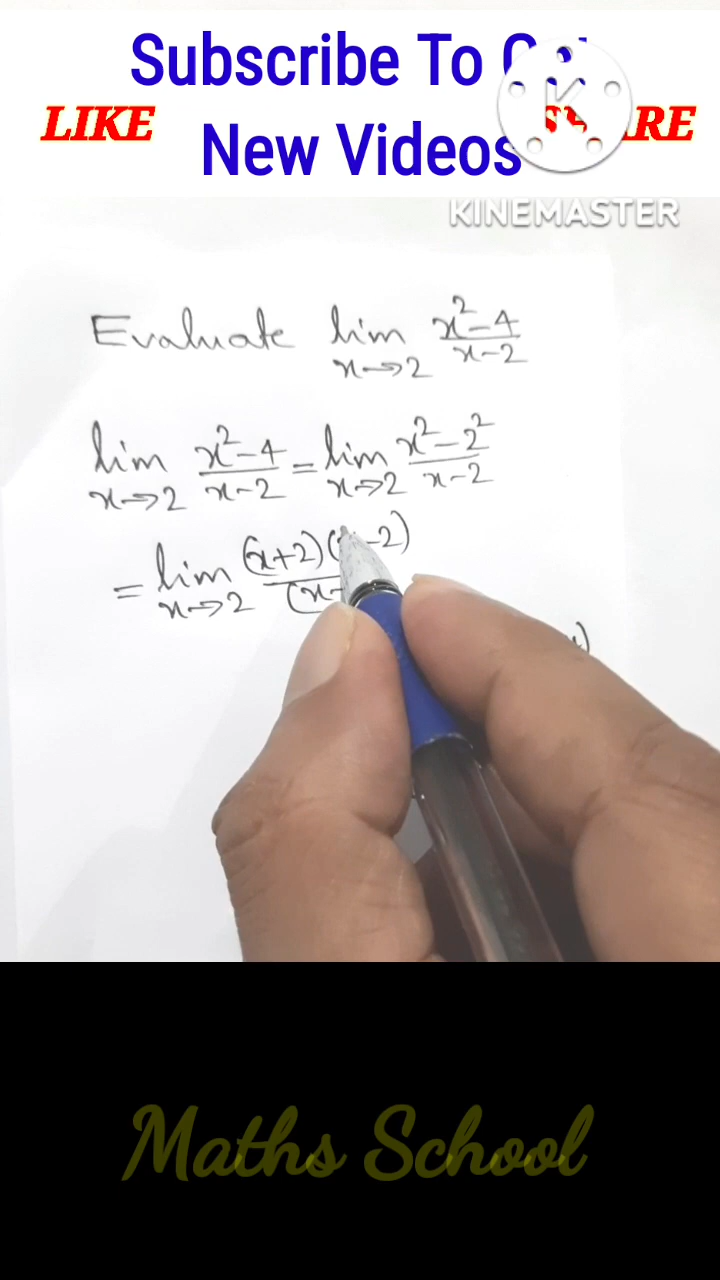 Subscribe To
LIKE
New Videos
KINEMASTER
Evaluate lim x→2 x²-4/x-2
lim x→2 x²-4/x-2 = lim x→2 x²-2²/x-2
= lim x→2 (x+2)( -2)/(x-
Maths School